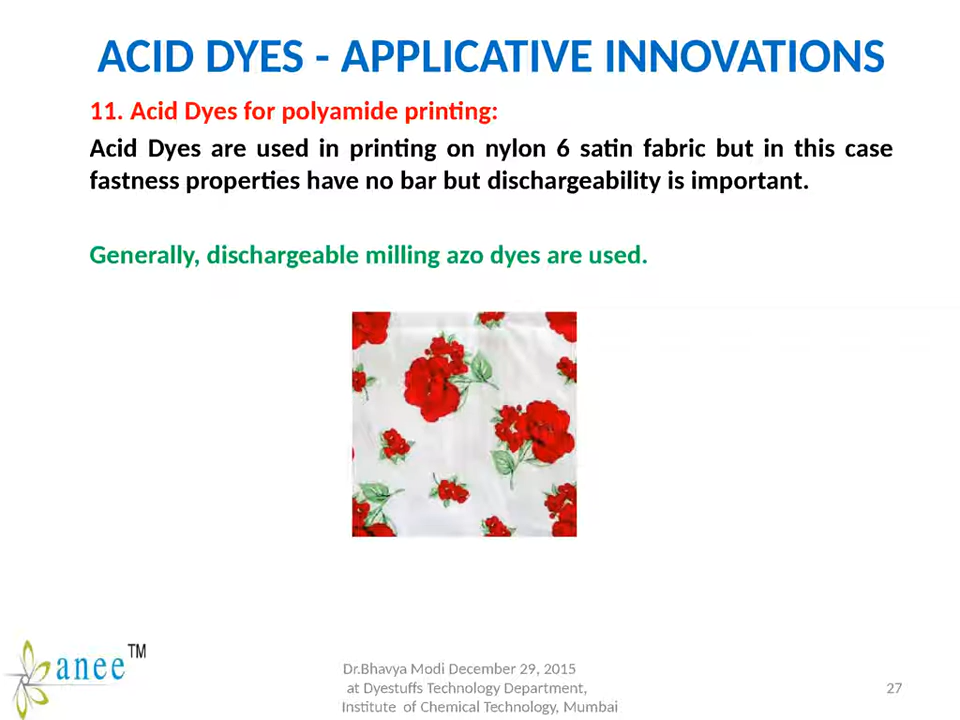 ACID DYES - APPLICATIVE INNOVATIONS
11. Acid Dyes for polyamide printing:
Acid Dyes are used in printing on nylon 6 satin fabric but in this case
fastness properties have no bar but dischargeability is important.
Generally, dischargeable milling azo dyes are used.
anee TM
Dr.Bhavya Modi December 29, 2015
at Dyestuffs Technology Department,
Institute of Chemical Technology, Mumbai
27